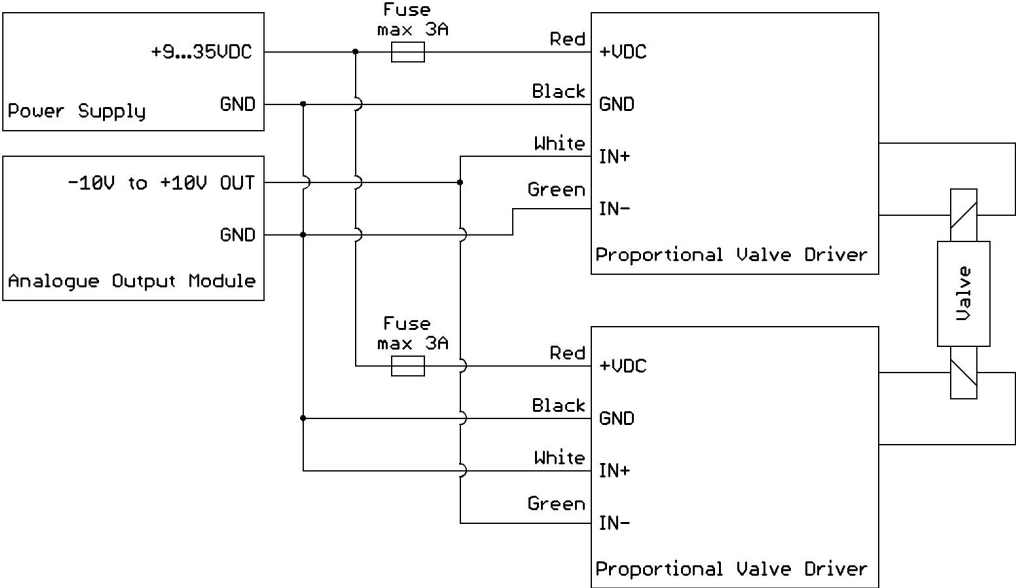 +9...35VDC
GND
Power Supply
-10V to +10V OUT
GND
Analogue Output Module
Fuse
max 3A
Red
Black
White
Green
+VDC
GND
IN+
IN-
Proportional Valve Driver
Valve
Fuse
max 3A
Red
Black
White
Green
+VDC
GND
IN+
IN-
Proportional Valve Driver